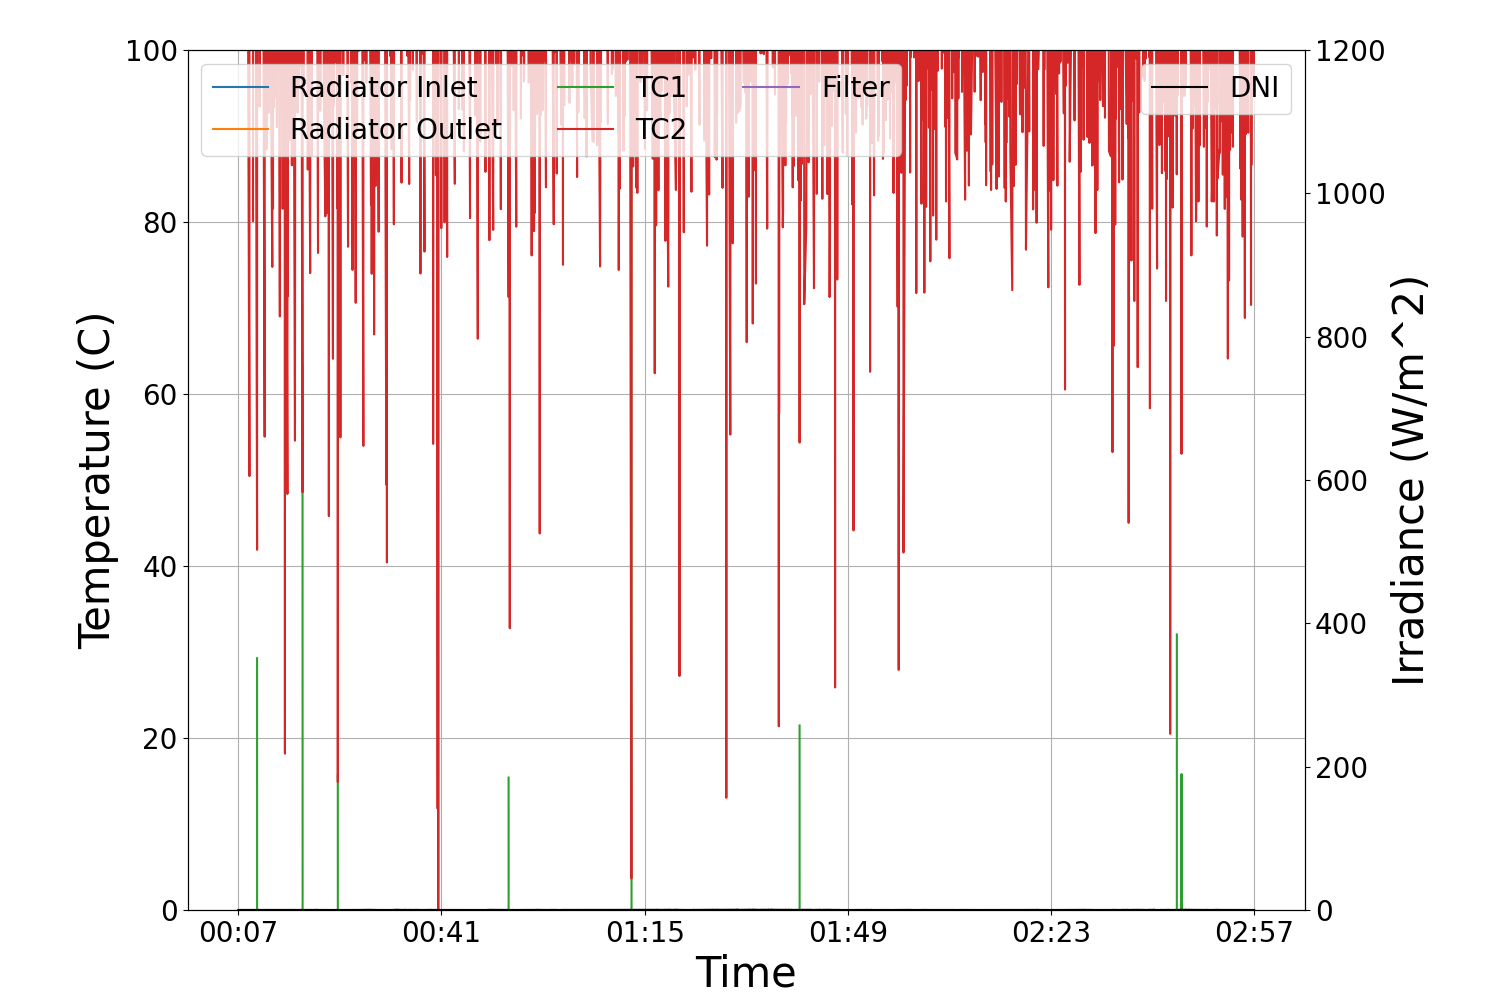 100
80
60
40
20
0
Temperature (C)
Radiator Inlet
Radiator Outlet
TC1
TC2
Filter
DNI
1200
1000
800
600
400
200
0
Irradiance (W/m^2)
00:07
00:41
01:15
01:49
02:23
02:57
Time